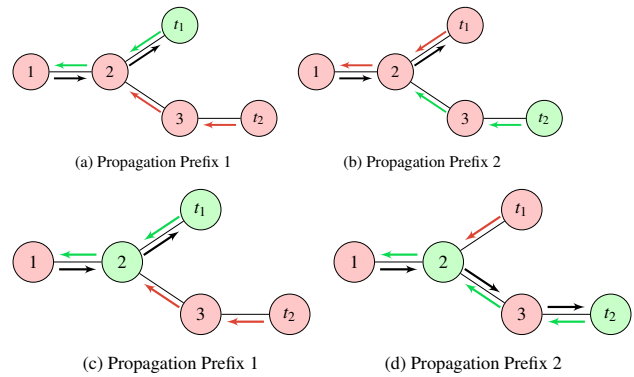 t₁
1 2
3 t₂
(a) Propagation Prefix 1
t₁
1 2
3 t₂
(b) Propagation Prefix 2
t₁
1 2
3 t₂
(c) Propagation Prefix 1
t₁
1 2
3 t₂
(d) Propagation Prefix 2